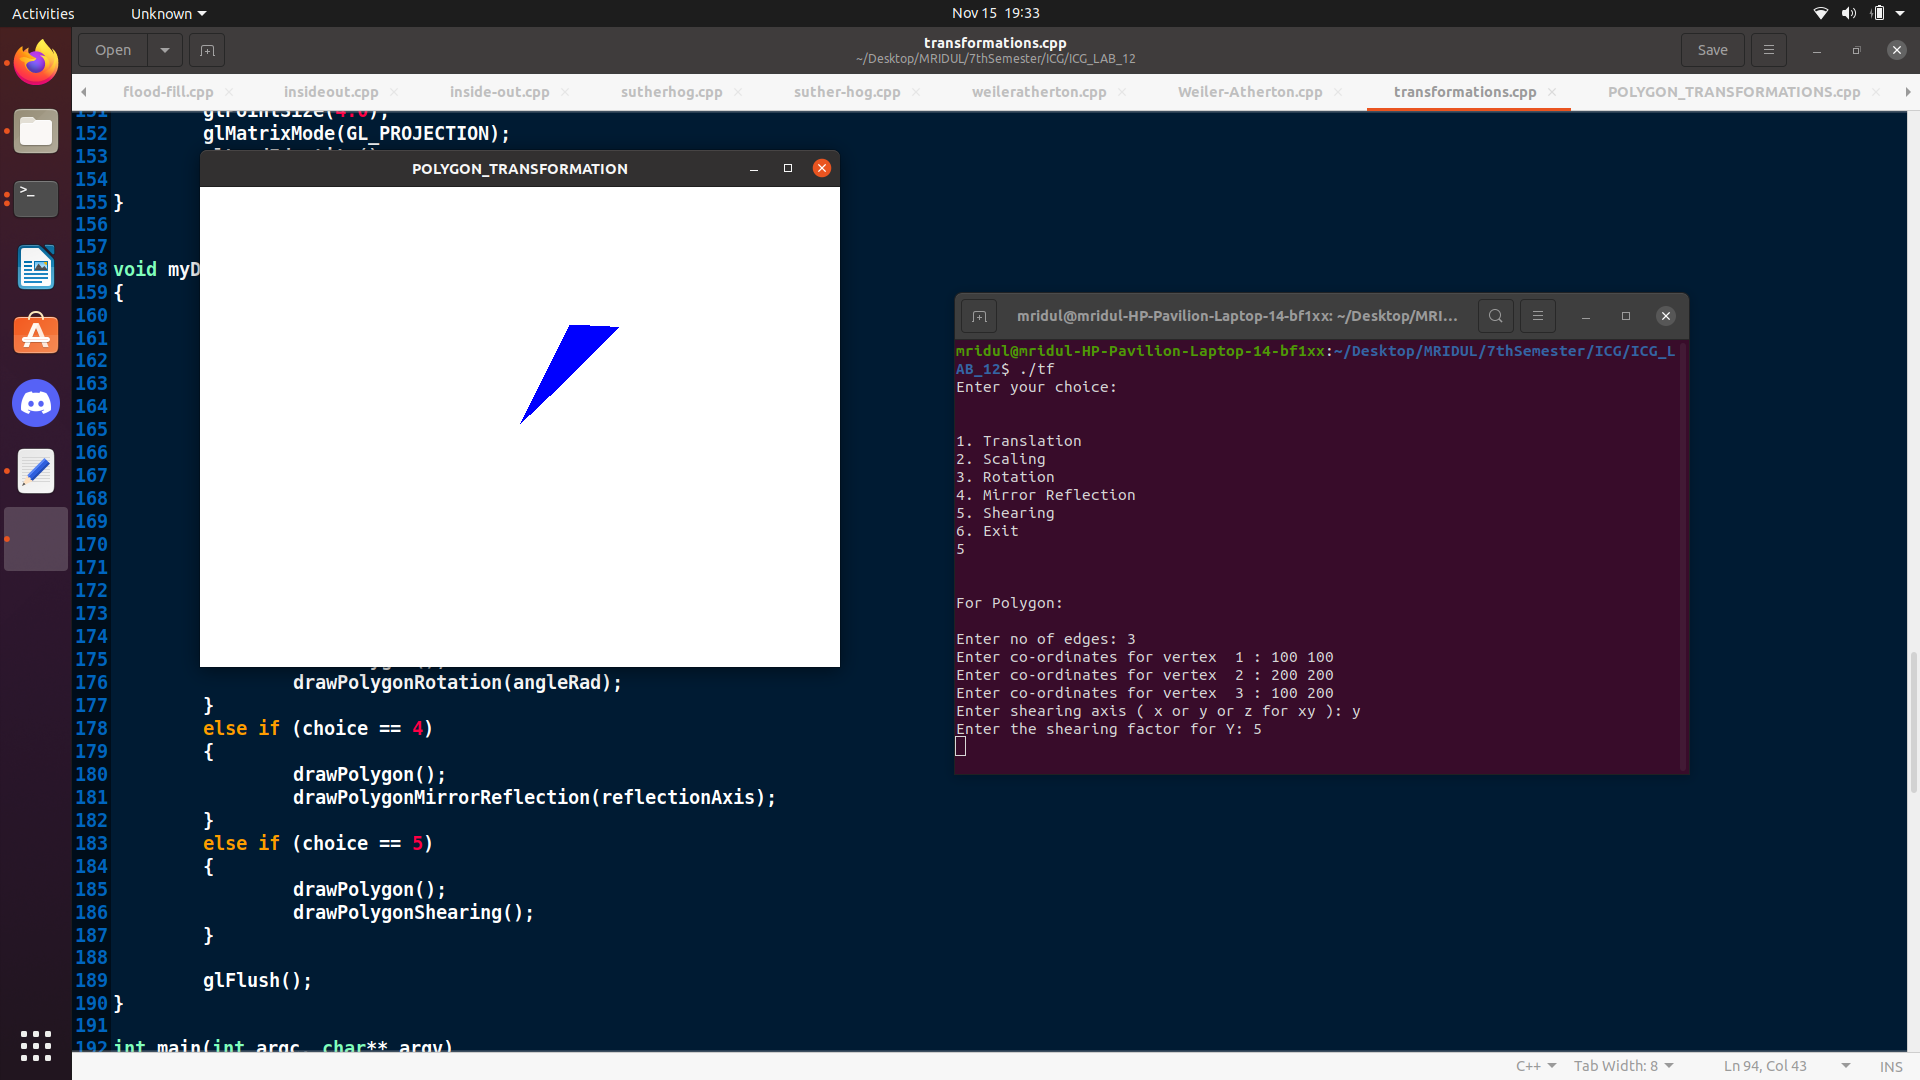 Activities
Unknown
Nov 15 19:33
Open
transformations.cpp
~/Desktop/MRIDUL/7thSemester/ICG/ICG_LAB_12
Save
flood-fill.cpp
insideout.cpp
inside-out.cpp
sutherhog.cpp
suther-hog.cpp
weileratherton.cpp
Weiler-Atherton.cpp
transformations.cpp
POLYGON_TRANSFORMATIONS.cpp
151 glPointSize(4.0);
152 glMatrixMode(GL_PROJECTION);
153
154
155 }
156
157
158 void myD
159 {
160
161
162
163
164
165
166
167
168
169
170
171
172
173
174
175
176 drawPolygonRotation(angleRad);
177 }
178 else if (choice == 4)
179 {
180 drawPolygon();
181 drawPolygonMirrorReflection(reflectionAxis);
182 }
183 else if (choice == 5)
184 {
185 drawPolygon();
186 drawPolygonShearing();
187 }
188
189 glFlush();
190 }
191
192 int main(int argc, char** argv)
POLYGON_TRANSFORMATION
mridul@mridul-HP-Pavilion-Laptop-14-bf1xx: ~/Desktop/MRI...
mridul@mridul-HP-Pavilion-Laptop-14-bf1xx:~/Desktop/MRIDUL/7thSemester/ICG/ICG_L
AB_12$ ./tf
Enter your choice:
1. Translation
2. Scaling
3. Rotation
4. Mirror Reflection
5. Shearing
6. Exit
5
For Polygon:
Enter no of edges: 3
Enter co-ordinates for vertex 1 : 100 100
Enter co-ordinates for vertex 2 : 200 200
Enter co-ordinates for vertex 3 : 100 200
Enter shearing axis ( x or y or z for xy ): y
Enter the shearing factor for Y: 5
C++
Tab Width: 8
Ln 94, Col 43
INS